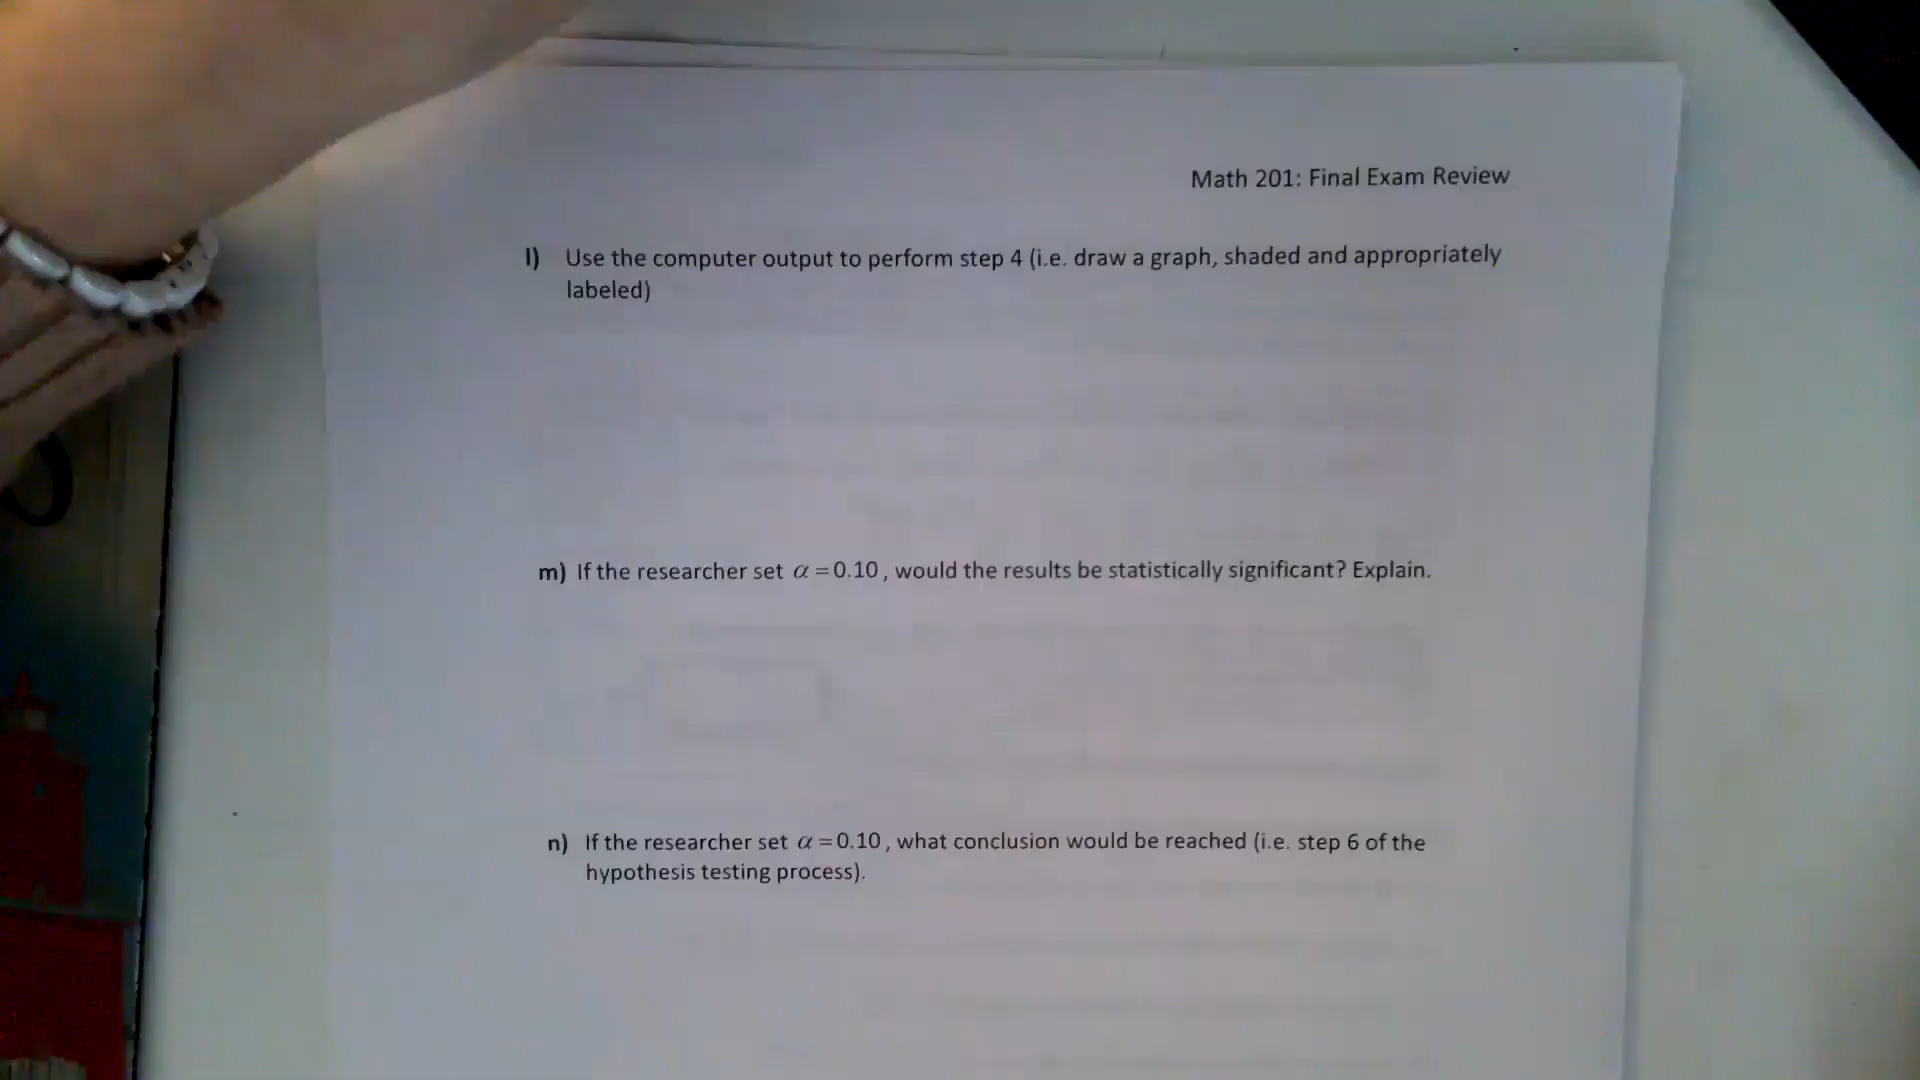 Math 201: Final Exam Review
l) Use the computer output to perform step 4 (i.e. draw a graph, shaded and appropriately
labeled)
m) If the researcher set α = 0.10, would the results be statistically significant? Explain.
n) If the researcher set α = 0.10, what conclusion would be reached (i.e. step 6 of the
hypothesis testing process).